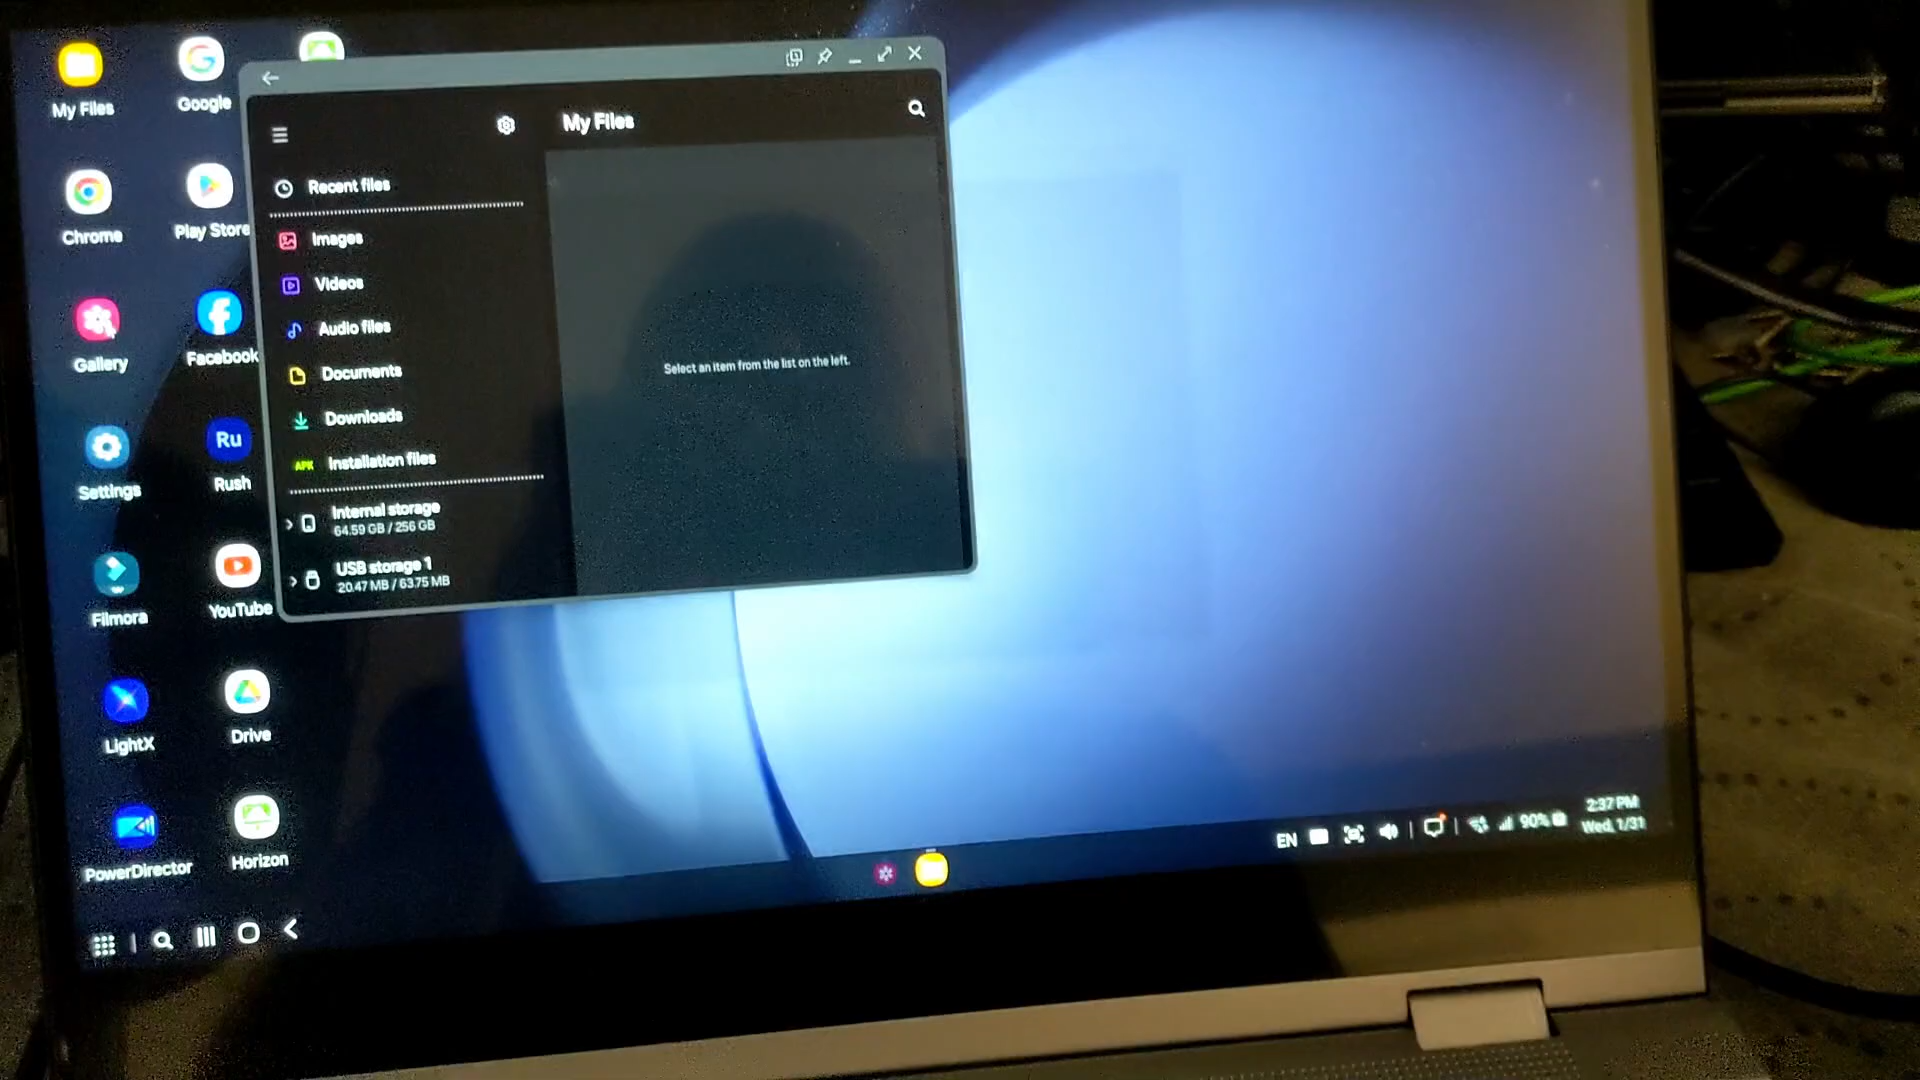 My Files
Google
Chrome
Play Store
Gallery
Facebook
Settings
Ru
Rush
Filmora
YouTube
LightX
Drive
PowerDirector
Horizon
My Files
Recent files
Images
Videos
Audio files
Documents
Downloads
APK Installation files
Internal storage
64.59 GB / 256 GB
USB storage 1
20.47 MB / 63.75 MB
Select an item from the list on the left.
EN
90%
2:37 PM
Wed, 1/31